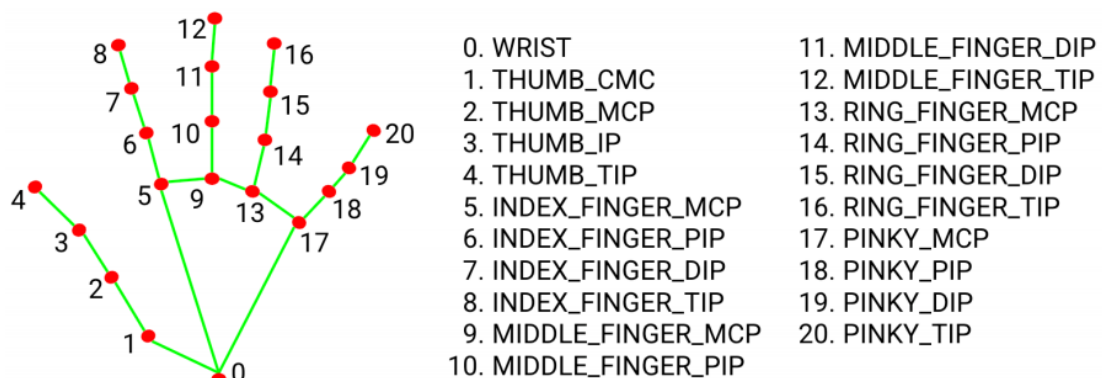 12
16
8
11
7
15
20
6
10
14
19
4
5
9
13
18
3
17
2
1
0
0. WRIST
1. THUMB_CMC
2. THUMB_MCP
3. THUMB_IP
4. THUMB_TIP
5. INDEX_FINGER_MCP
6. INDEX_FINGER_PIP
7. INDEX_FINGER_DIP
8. INDEX_FINGER_TIP
9. MIDDLE_FINGER_MCP
10. MIDDLE_FINGER_PIP
11. MIDDLE_FINGER_DIP
12. MIDDLE_FINGER_TIP
13. RING_FINGER_MCP
14. RING_FINGER_PIP
15. RING_FINGER_DIP
16. RING_FINGER_TIP
17. PINKY_MCP
18. PINKY_PIP
19. PINKY_DIP
20. PINKY_TIP